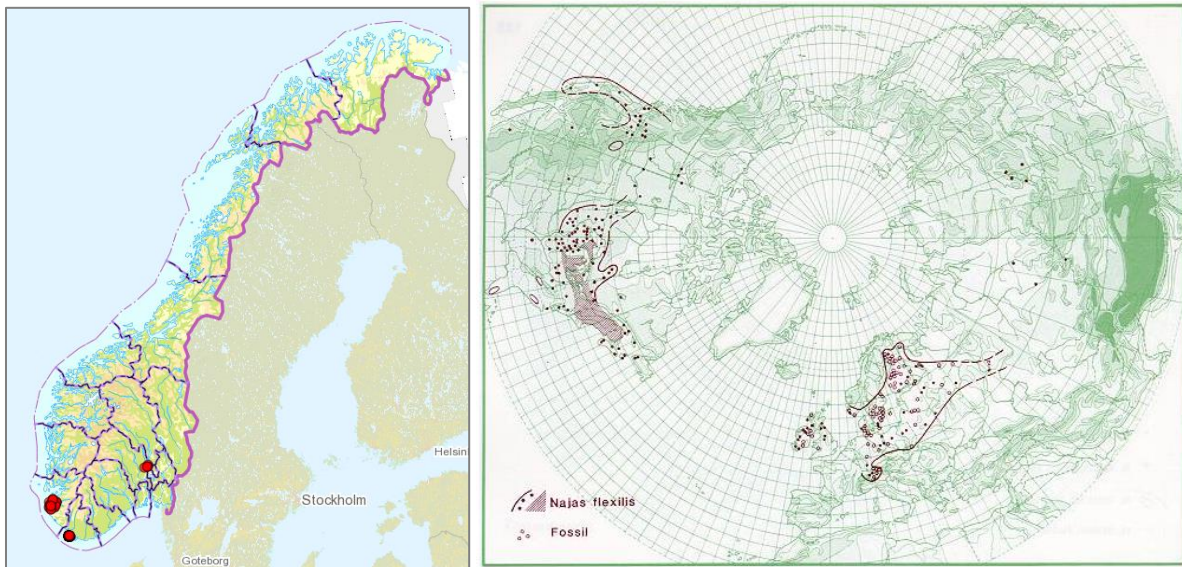 Helsin
Stockholm
Goteborg
Najas flexilis
Fossil